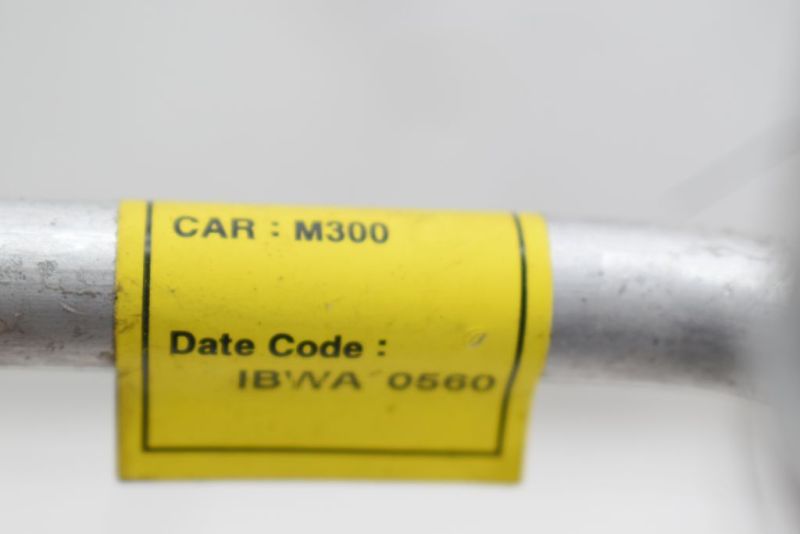 CAR : M300
Date Code :
IBWA 0560